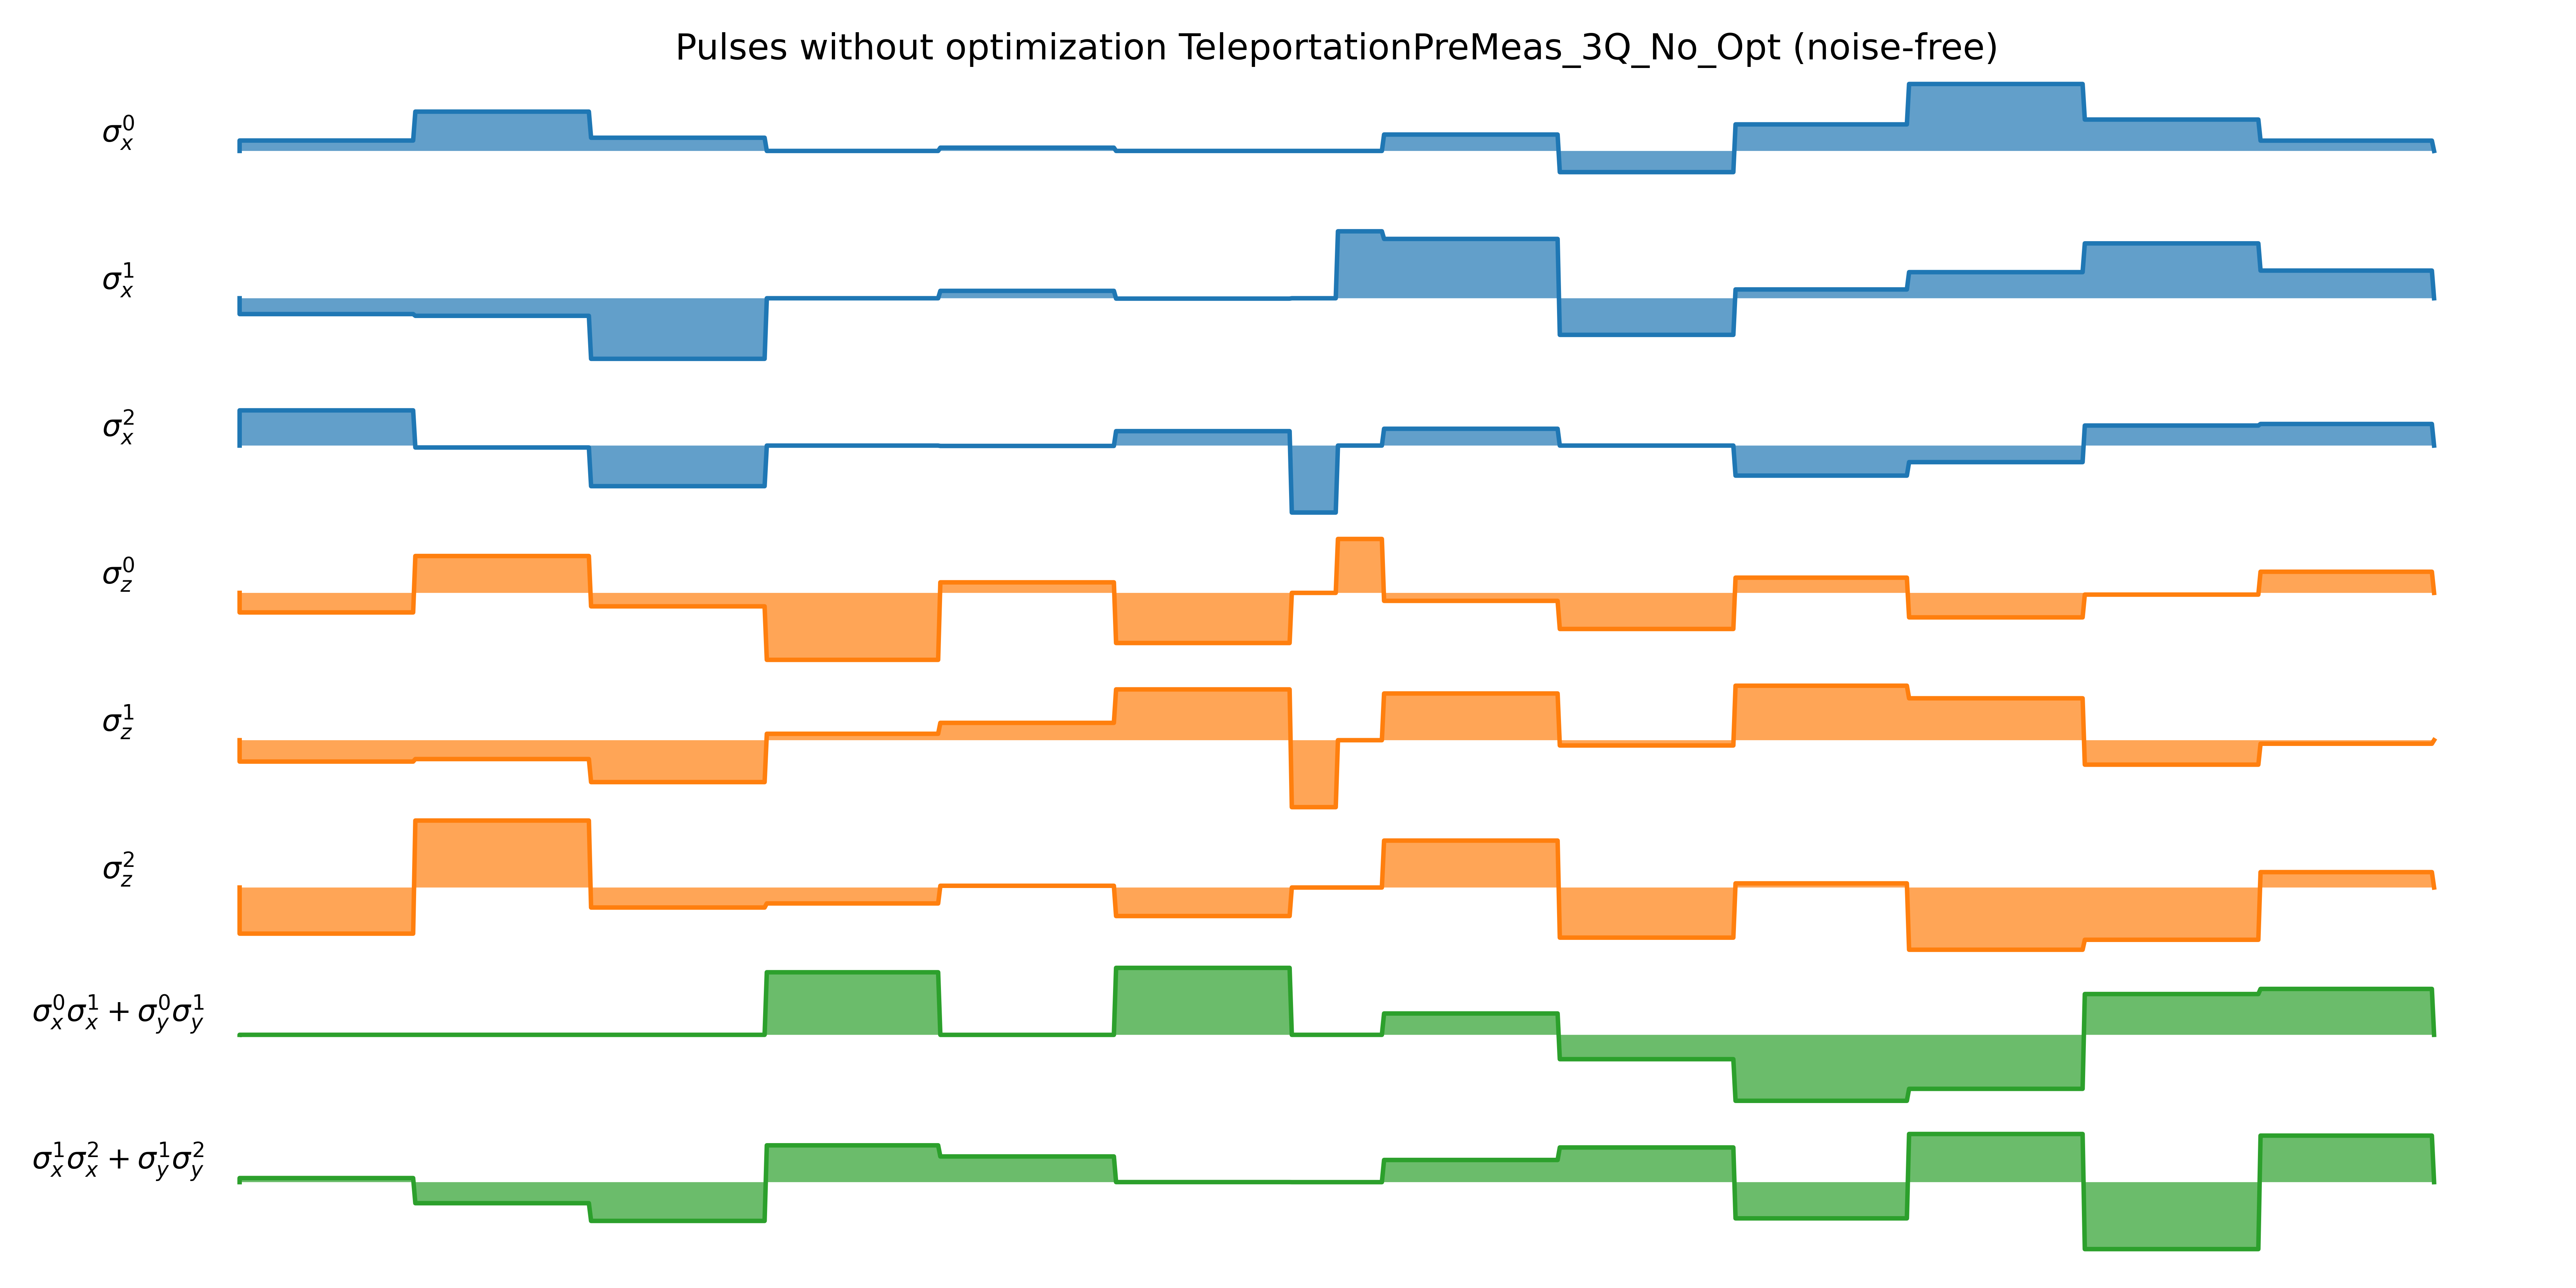 Pulses without optimization TeleportationPreMeas_3Q_No_Opt (noise-free)
σ_x^0
σ_x^1
σ_x^2
σ_z^0
σ_z^1
σ_z^2
σ_x^0σ_x^1 + σ_y^0σ_y^1
σ_x^1σ_x^2 + σ_y^1σ_y^2